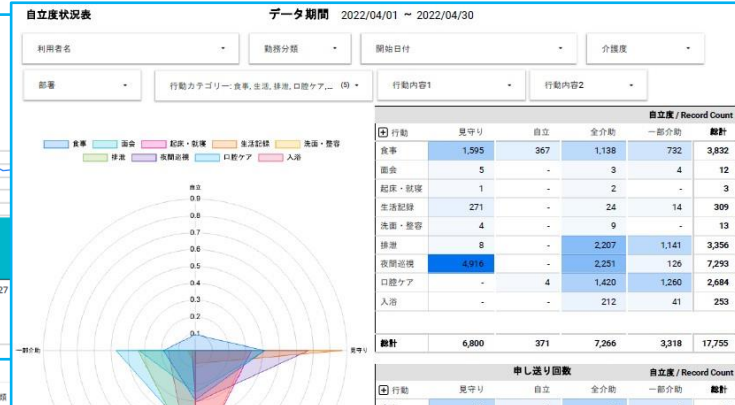 自立度状況表 データ期間 2022/04/01 ~ 2022/04/30
利用者名 勤務分類 開始日付 介護度
部署 行動カテゴリー: 食事, 生活, 排泄, 口腔ケア,... (5) 行動内容1 行動内容2
食事 面会 起床・就寝 生活記録 洗面・整容
排泄 夜間巡視 口腔ケア 入浴
自立
0.9
0.8
0.7
0.6
0.5
0.4
0.3
0.2
0.1
一部介助 見守り
自立度 / Record Count
行動 見守り 自立 全介助 一部介助 総計
食事 1,595 367 1,138 732 3,832
面会 5 - 3 4 12
起床・就寝 1 - 2 - 3
生活記録 271 - 24 14 309
洗面・整容 4 - 9 - 13
排泄 8 - 2,207 1,141 3,356
夜間巡視 4,916 - 2,251 126 7,293
口腔ケア - 4 1,420 1,260 2,684
入浴 - - 212 41 253
総計 6,800 371 7,266 3,318 17,755
申し送り回数 自立度 / Record Count
行動 見守り 自立 全介助 一部介助 総計
27
類